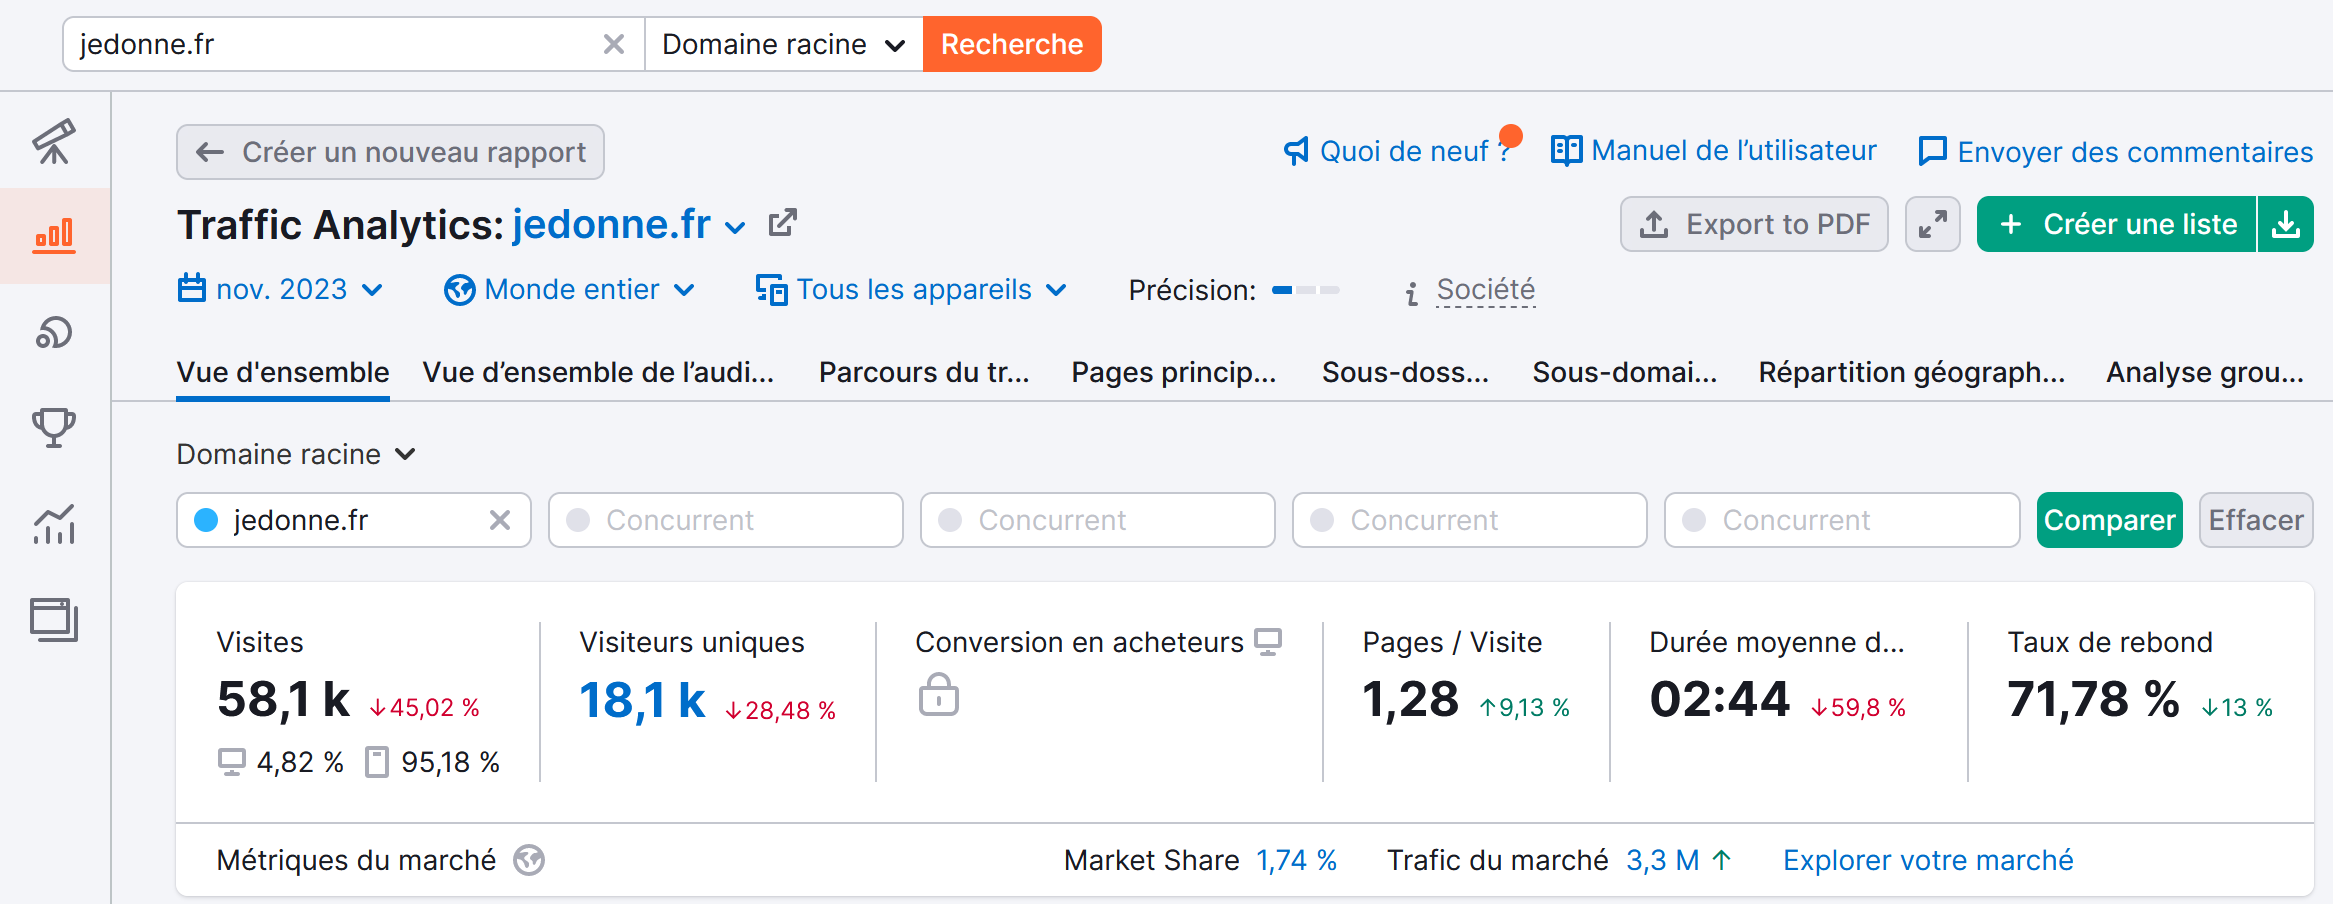 jedonne.fr Domaine racine Recherche
Créer un nouveau rapport Quoi de neuf ? Manuel de l’utilisateur Envoyer des commentaires
Traffic Analytics: jedonne.fr Export to PDF + Créer une liste
nov. 2023 Monde entier Tous les appareils Précision: i Société
Vue d'ensemble Vue d’ensemble de l’audi... Parcours du tr... Pages princip... Sous-doss... Sous-domai... Répartition géograph... Analyse grou...
Domaine racine
jedonne.fr Concurrent Concurrent Concurrent Concurrent Comparer Effacer
Visites Visiteurs uniques Conversion en acheteurs Pages / Visite Durée moyenne d... Taux de rebond
58,1 k ↓45,02 % 18,1 k ↓28,48 % 1,28 ↑9,13 % 02:44 ↓59,8 % 71,78 % ↓13 %
4,82 % 95,18 %
Métriques du marché Market Share 1,74 % Trafic du marché 3,3 M ↑ Explorer votre marché